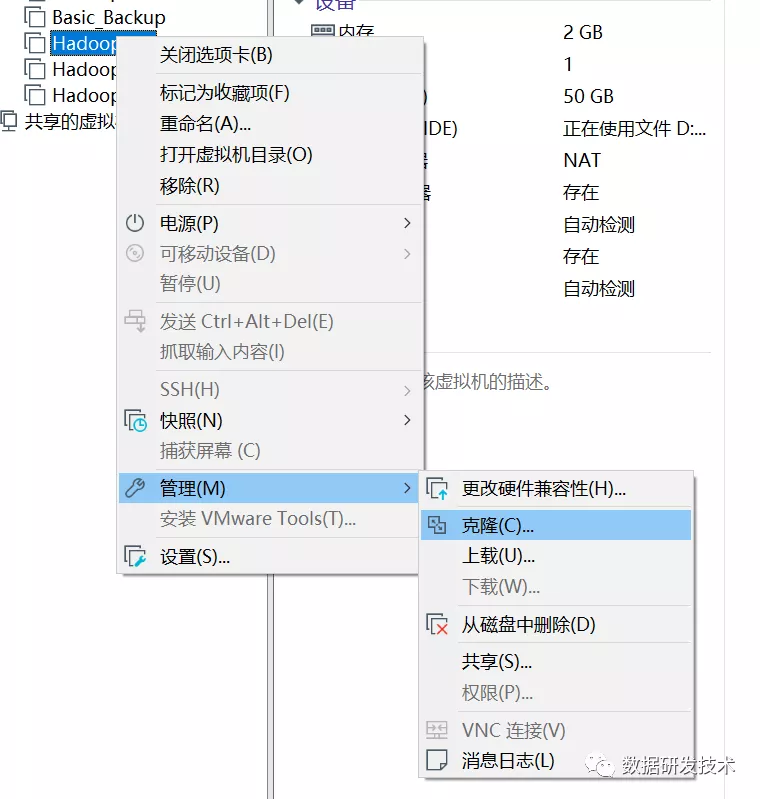 Basic_Backup
Hadoop
Hadoop
Hadoop
共享的虚拟
设备
内存 2 GB
1
50 GB
IDE) 正在使用文件 D:...
NAT
器 存在
自动检测
存在
自动检测
该虚拟机的描述。
关闭选项卡(B)
标记为收藏项(F)
重命名(A)...
打开虚拟机目录(O)
移除(R)
电源(P)
可移动设备(D)
暂停(U)
发送 Ctrl+Alt+Del(E)
抓取输入内容(I)
SSH(H)
快照(N)
捕获屏幕 (C)
管理(M)
安装 VMware Tools(T)...
设置(S)...
更改硬件兼容性(H)...
克隆(C)...
上载(U)...
下载(W)...
从磁盘中删除(D)
共享(S)...
权限(P)...
VNC 连接(V)
消息日志(L)
数据研发技术